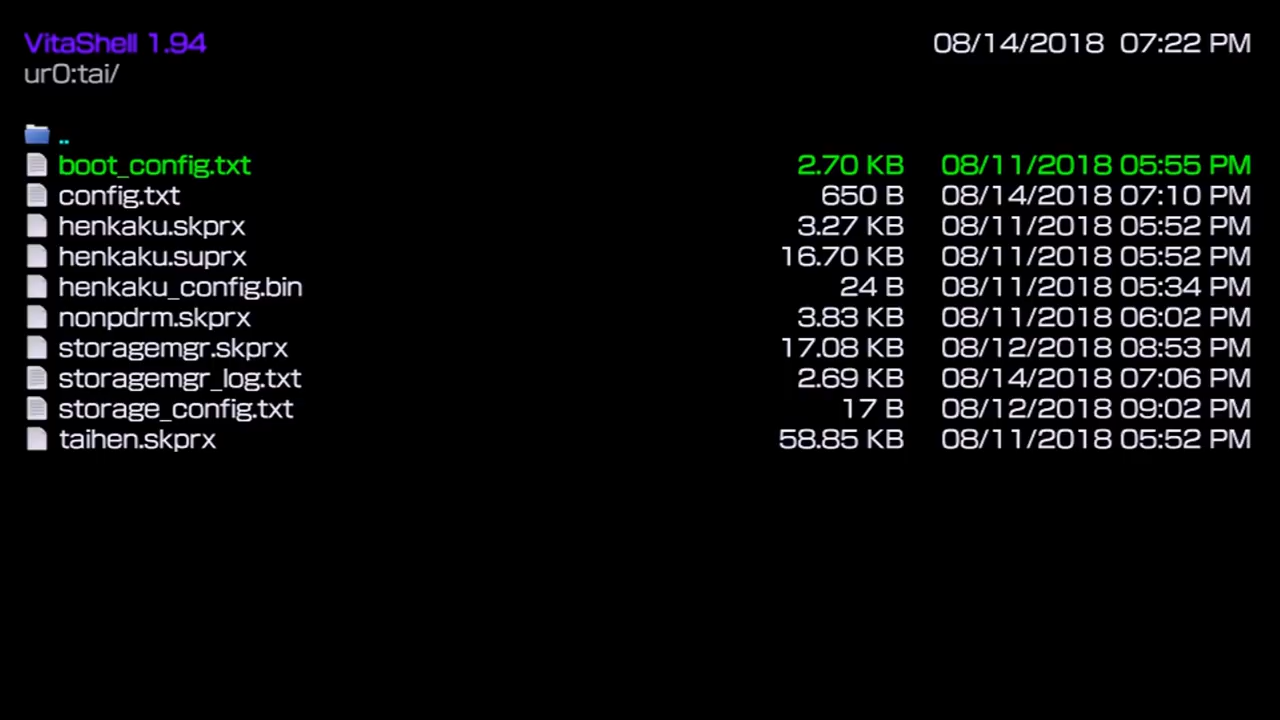 VitaShell 1.94 08/14/2018 07:22 PM
ur0:tai/
..
boot_config.txt 2.70 KB 08/11/2018 05:55 PM
config.txt 650 B 08/14/2018 07:10 PM
henkaku.skprx 3.27 KB 08/11/2018 05:52 PM
henkaku.suprx 16.70 KB 08/11/2018 05:52 PM
henkaku_config.bin 24 B 08/11/2018 05:34 PM
nonpdrm.skprx 3.83 KB 08/11/2018 06:02 PM
storagemgr.skprx 17.08 KB 08/12/2018 08:53 PM
storagemgr_log.txt 2.69 KB 08/14/2018 07:06 PM
storage_config.txt 17 B 08/12/2018 09:02 PM
taihen.skprx 58.85 KB 08/11/2018 05:52 PM